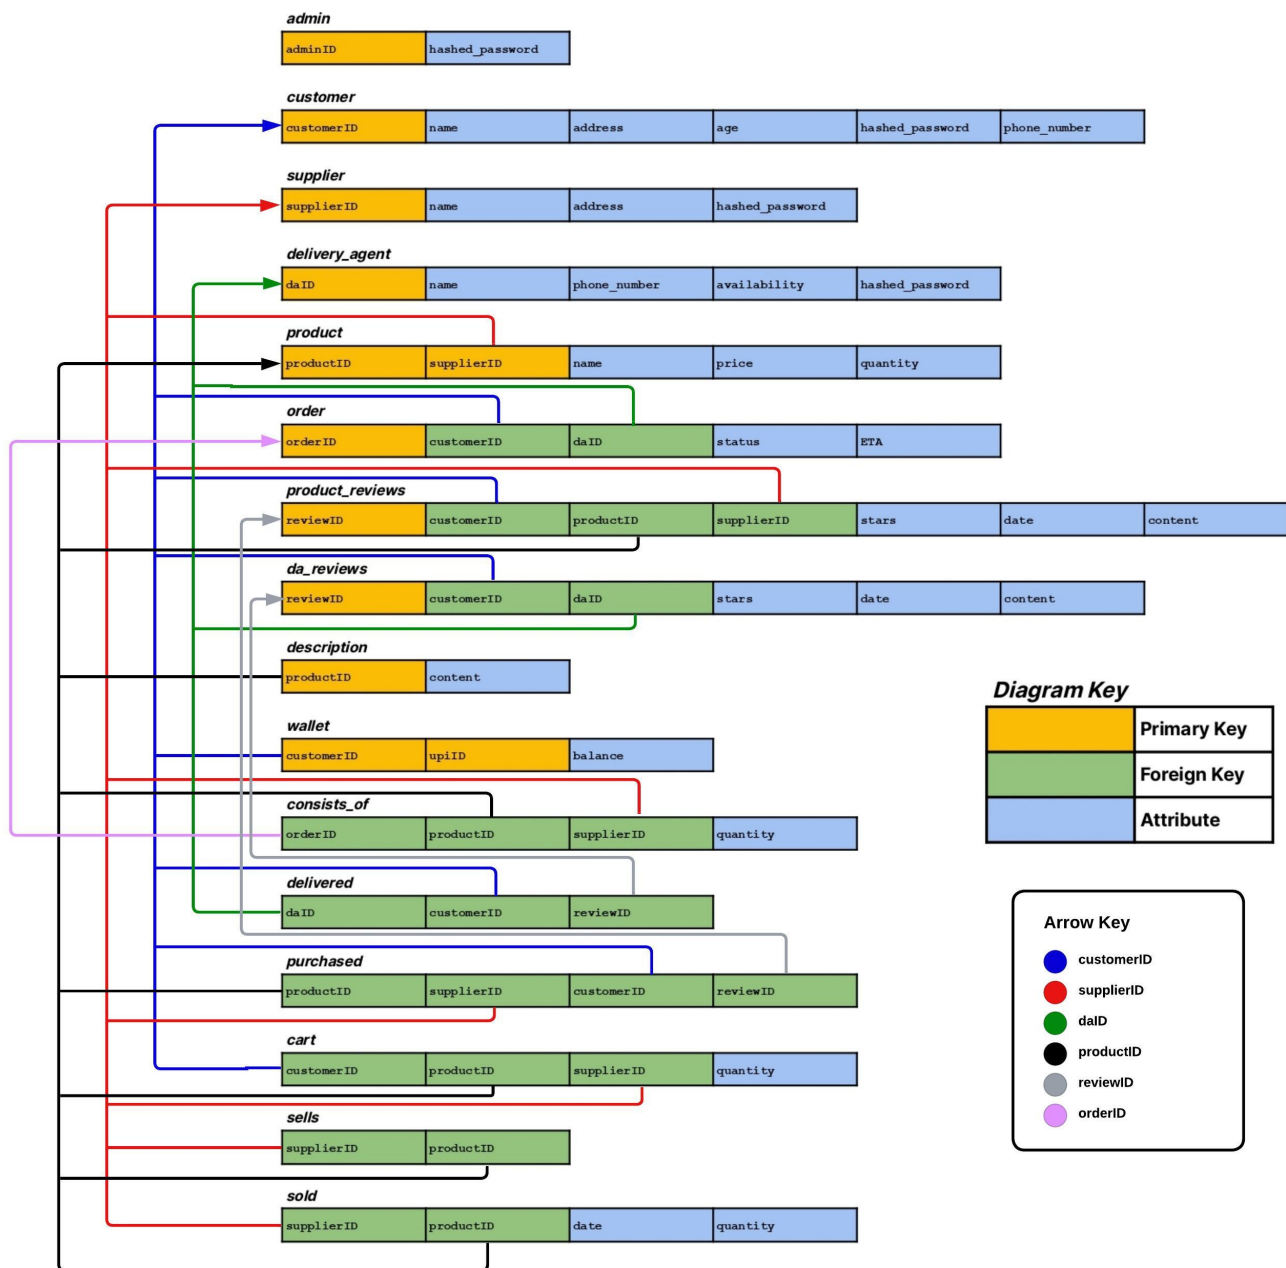 admin
adminID hashed_password
customer
customerID name address age hashed_password phone_number
supplier
supplierID name address hashed_password
delivery_agent
daID name phone_number availability hashed_password
product
productID supplierID name price quantity
order
orderID customerID daID status ETA
product_reviews
reviewID customerID productID supplierID stars date content
da_reviews
reviewID customerID daID stars date content
description
productID content
wallet
customerID upiID balance
consists_of
orderID productID supplierID quantity
delivered
daID customerID reviewID
purchased
productID supplierID customerID reviewID
cart
customerID productID supplierID quantity
sells
supplierID productID
sold
supplierID productID date quantity
Diagram Key
Primary Key
Foreign Key
Attribute
Arrow Key
customerID
supplierID
daID
productID
reviewID
orderID